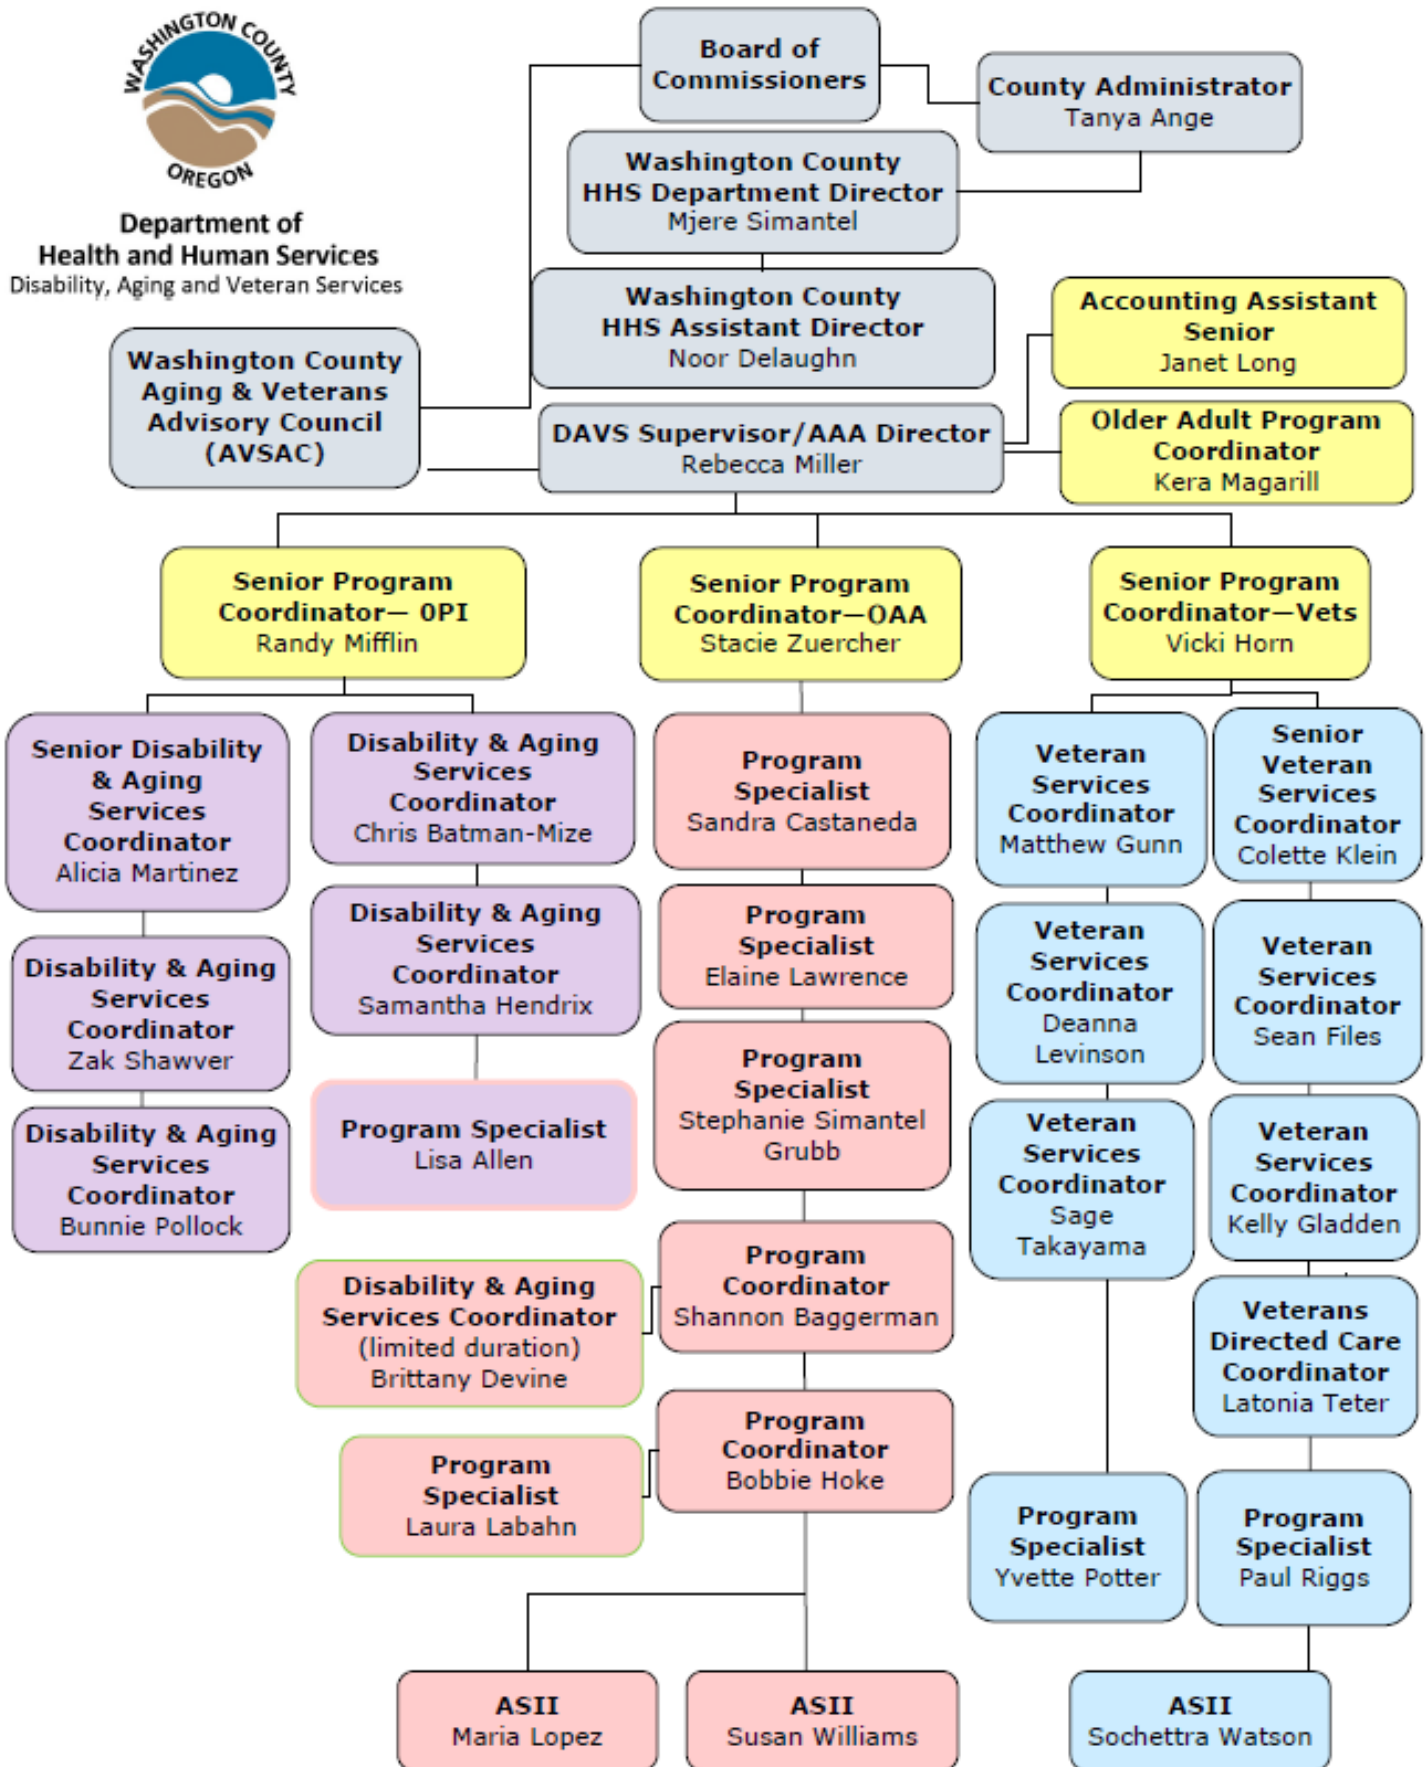 WASHINGTON COUNTY
OREGON
Department of
Health and Human Services
Disability, Aging and Veteran Services
Board of
Commissioners
County Administrator
Tanya Ange
Washington County
HHS Department Director
Mjere Simantel
Washington County
HHS Assistant Director
Noor Delaughn
Accounting Assistant
Senior
Janet Long
Washington County
Aging & Veterans
Advisory Council
(AVSAC)
DAVS Supervisor/AAA Director
Rebecca Miller
Older Adult Program
Coordinator
Kera Magarill
Senior Program
Coordinator— 0PI
Randy Mifflin
Senior Program
Coordinator—OAA
Stacie Zuercher
Senior Program
Coordinator—Vets
Vicki Horn
Senior Disability
& Aging
Services
Coordinator
Alicia Martinez
Disability & Aging
Services
Coordinator
Zak Shawver
Disability & Aging
Services
Coordinator
Bunnie Pollock
Disability & Aging
Services
Coordinator
Chris Batman-Mize
Disability & Aging
Services
Coordinator
Samantha Hendrix
Program Specialist
Lisa Allen
Program
Specialist
Sandra Castaneda
Program
Specialist
Elaine Lawrence
Program
Specialist
Stephanie Simantel
Grubb
Program
Coordinator
Shannon Baggerman
Disability & Aging
Services Coordinator
(limited duration)
Brittany Devine
Program
Coordinator
Bobbie Hoke
Program
Specialist
Laura Labahn
ASII
Maria Lopez
ASII
Susan Williams
Veteran
Services
Coordinator
Matthew Gunn
Veteran
Services
Coordinator
Deanna
Levinson
Veteran
Services
Coordinator
Sage
Takayama
Program
Specialist
Yvette Potter
Senior
Veteran
Services
Coordinator
Colette Klein
Veteran
Services
Coordinator
Sean Files
Veteran
Services
Coordinator
Kelly Gladden
Veterans
Directed Care
Coordinator
Latonia Teter
Program
Specialist
Paul Riggs
ASII
Sochettra Watson